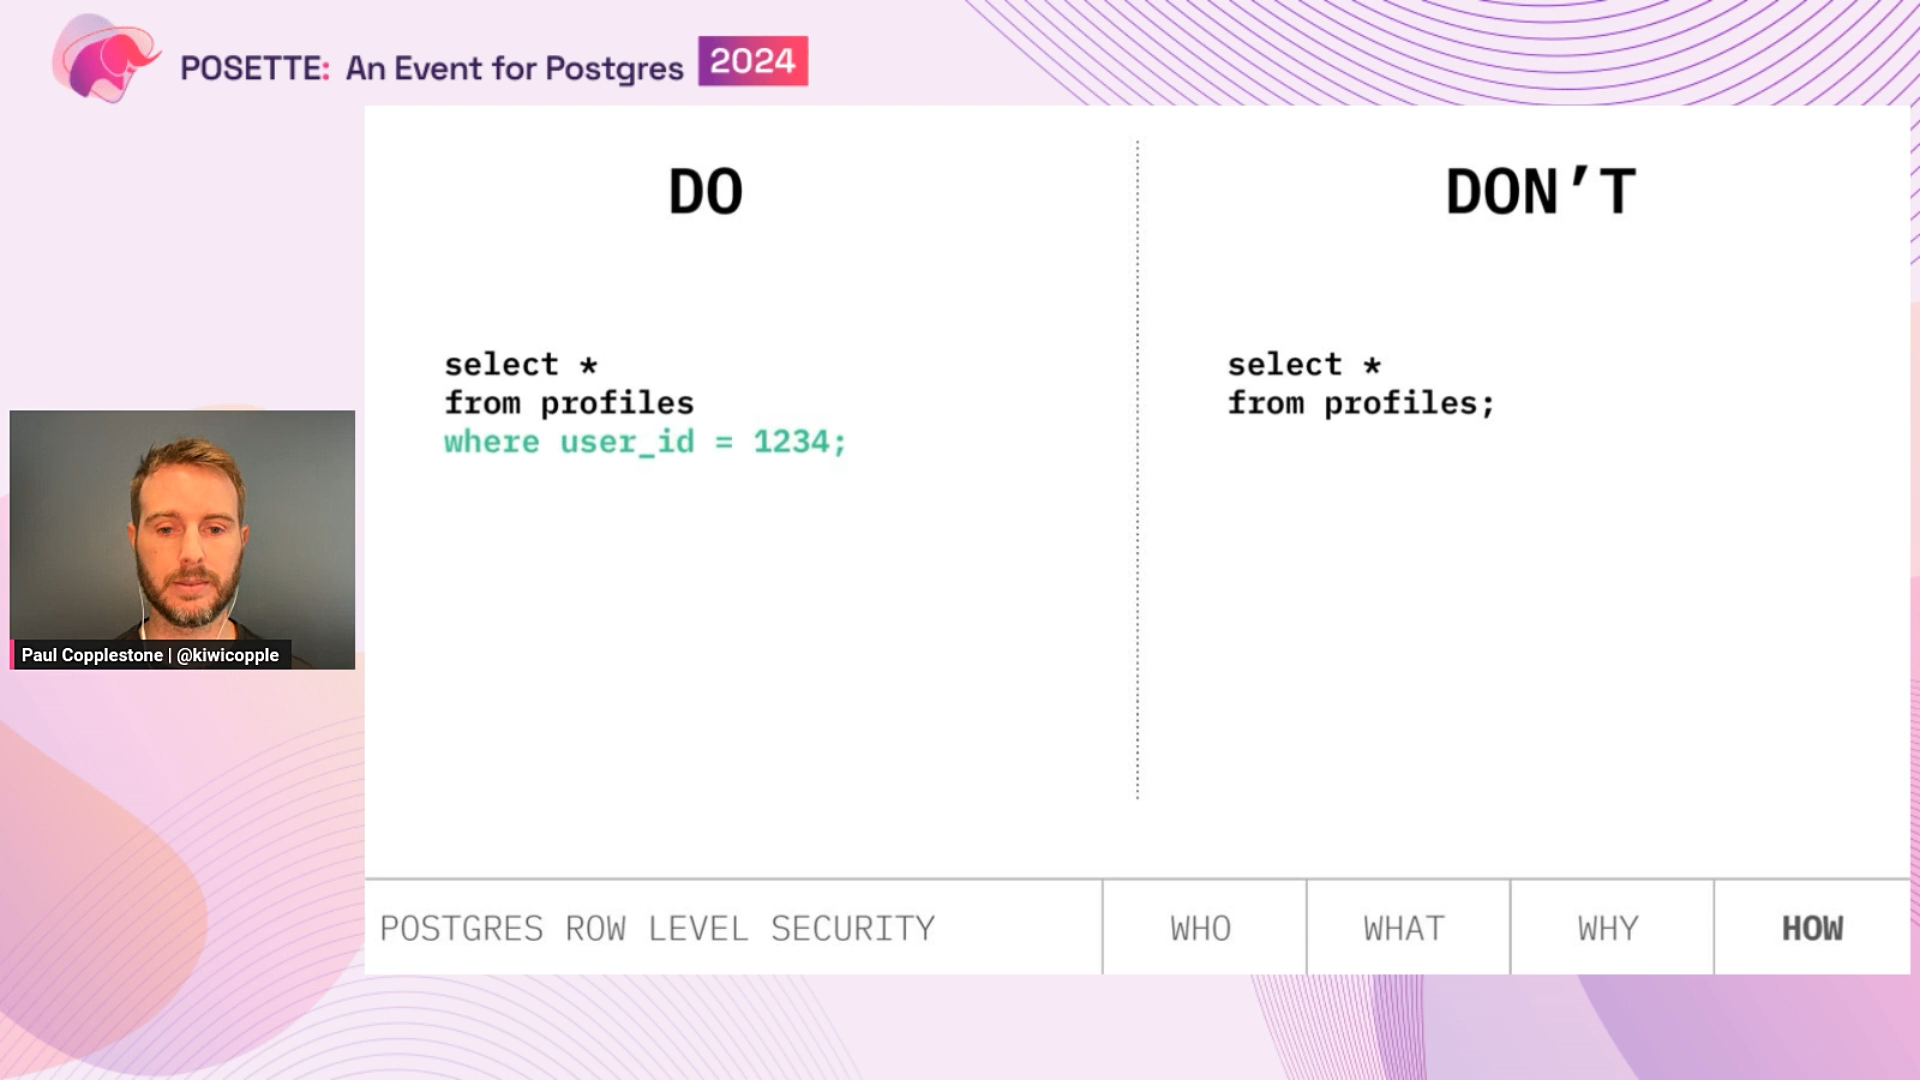 POSETTE: An Event for Postgres 2024
DO
select *
from profiles
where user_id = 1234;
DON’T
select *
from profiles;
Paul Copplestone | @kiwicopple
POSTGRES ROW LEVEL SECURITY
WHO
WHAT
WHY
HOW